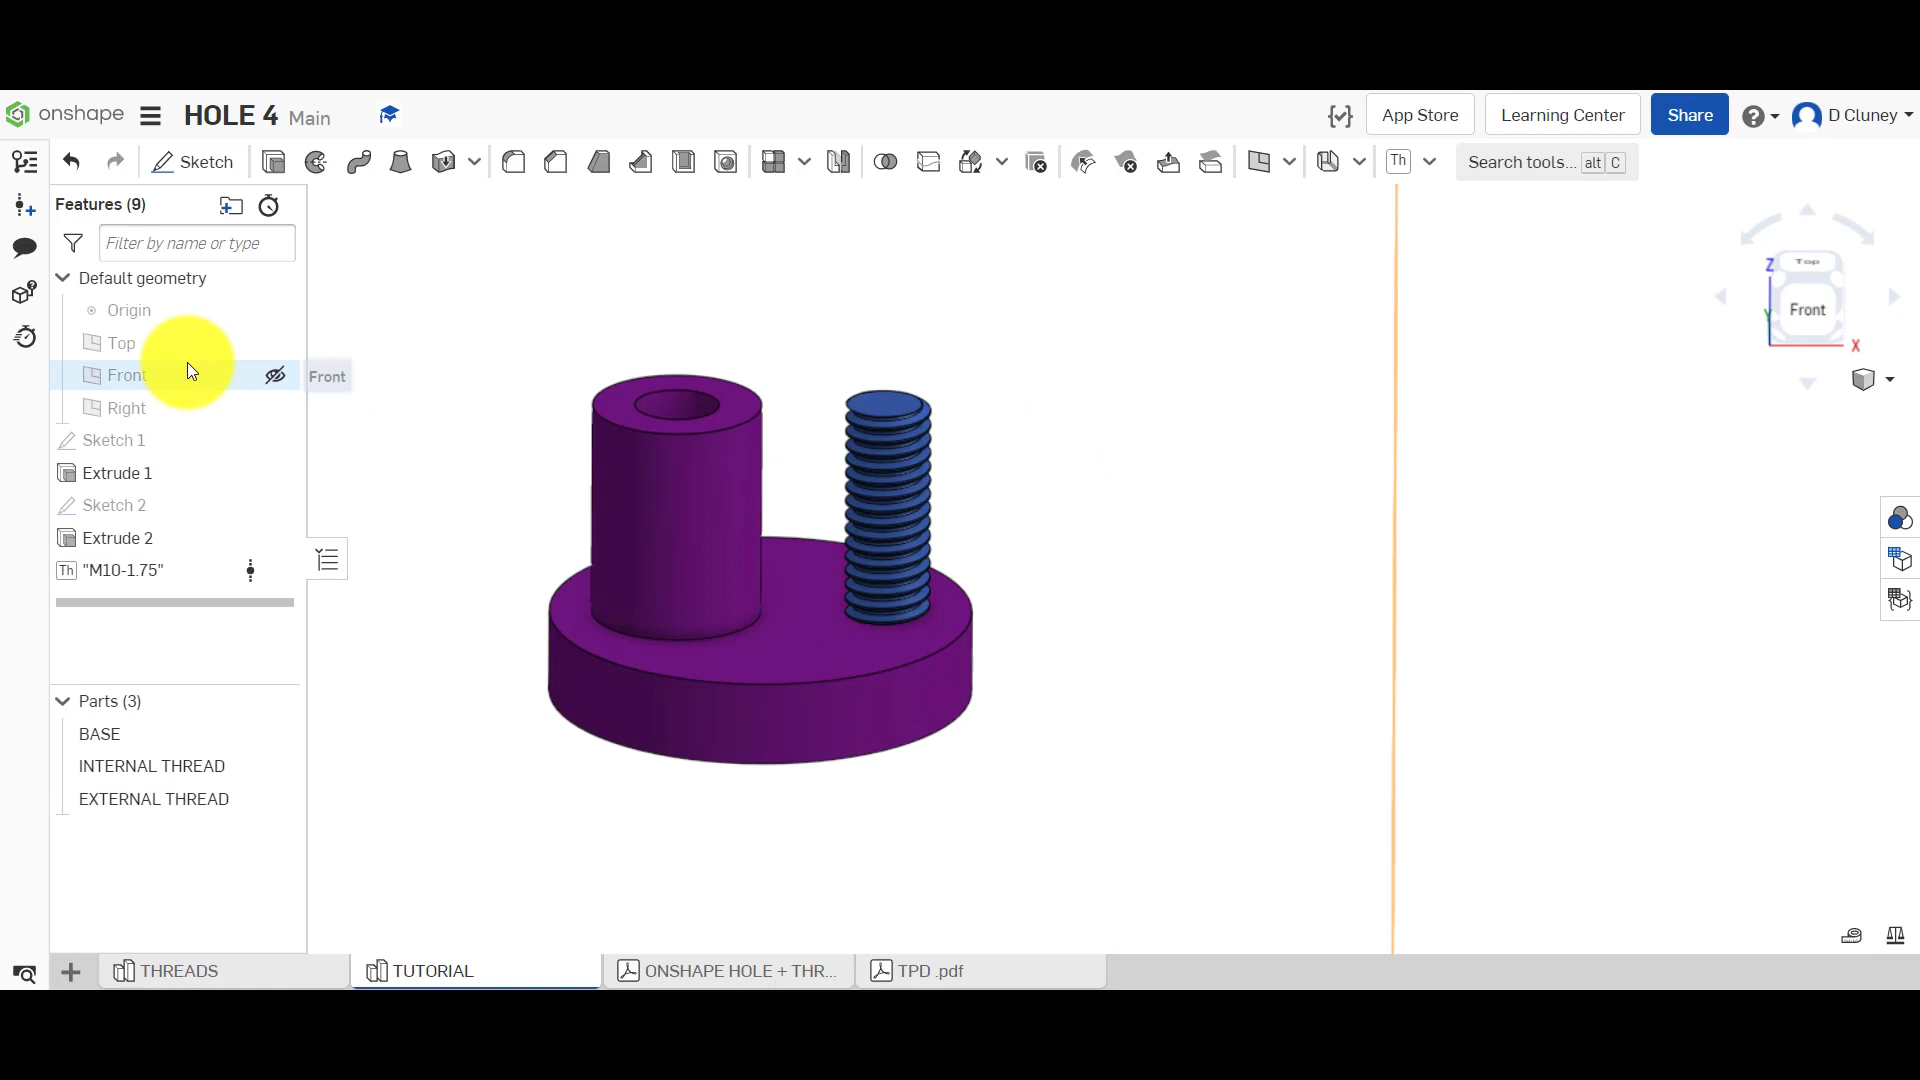 onshape HOLE 4 Main App Store Learning Center Share D Cluney
Sketch Th Search tools... alt C
Features (9)
Filter by name or type
Default geometry
Origin
Top
Front Front
Right
Sketch 1
Extrude 1
Sketch 2
Extrude 2
Th "M10-1.75"
Parts (3)
BASE
INTERNAL THREAD
EXTERNAL THREAD
Top
Z
Front
Y
X
THREADS TUTORIAL ONSHAPE HOLE + THR... TPD .pdf